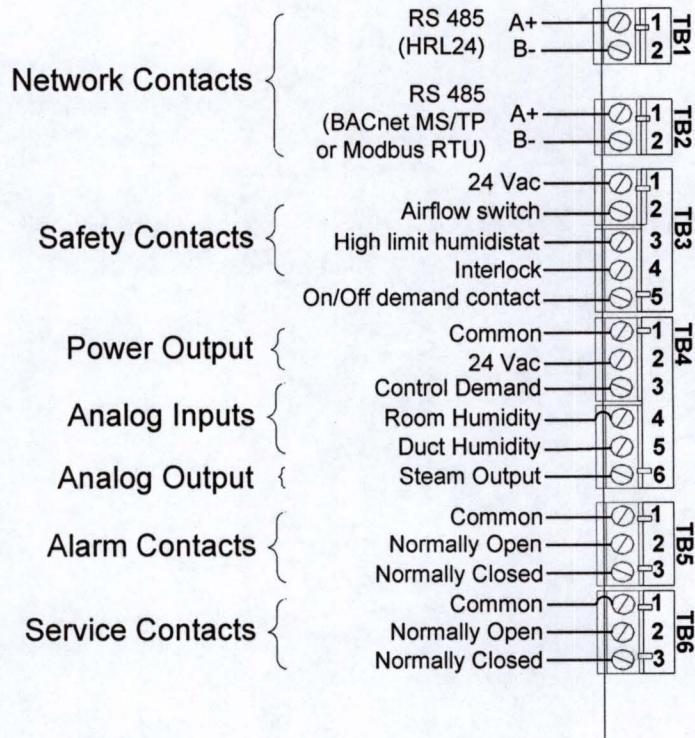 RS 485 A+ 1 TB1
(HRL24) B- 2
Network Contacts
RS 485
(BACnet MS/TP A+ 1 TB2
or Modbus RTU) B- 2
24 Vac 1 TB3
Airflow switch 2
Safety Contacts
High limit humidistat 3
Interlock 4
On/Off demand contact 5
Common 1 TB4
Power Output
24 Vac 2
Control Demand 3
Analog Inputs
Room Humidity 4
Duct Humidity 5
Analog Output
Steam Output 6
Common 1 TB5
Alarm Contacts
Normally Open 2
Normally Closed 3
Common 1 TB6
Service Contacts
Normally Open 2
Normally Closed 3